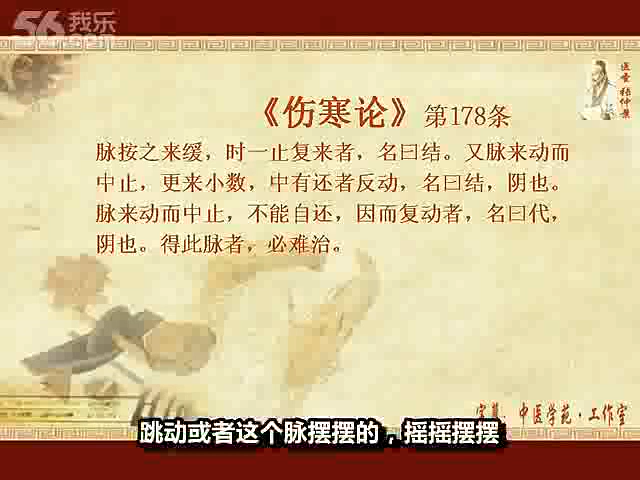 56我乐
.com
医圣张仲景
《伤寒论》第178条
脉按之来缓，时一止复来者，名曰结。又脉来动而
中止，更来小数，中有还者反动，名曰结，阴也。
脉来动而中止，不能自还，因而复动者，名曰代，
阴也。得此脉者，必难治。
中医学苑·工作室
跳动或者这个脉摆摆的，摇摇摆摆